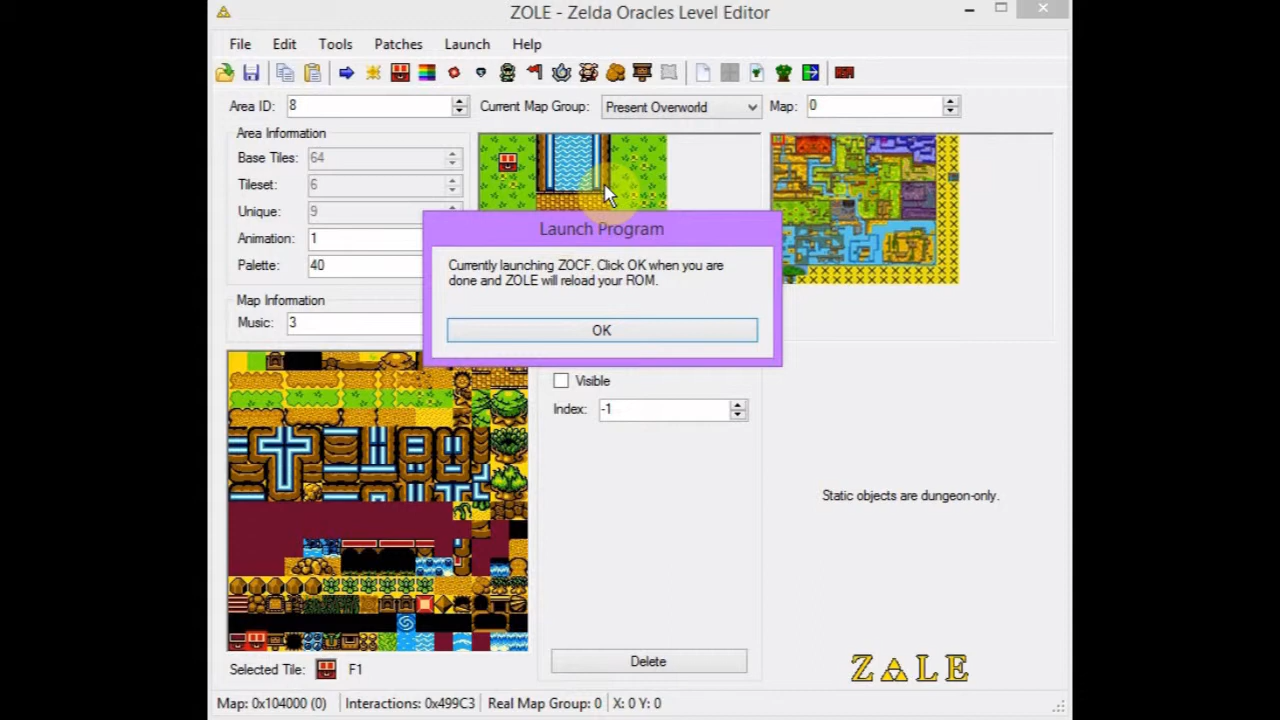 ZOLE - Zelda Oracles Level Editor
File Edit Tools Patches Launch Help
Area ID: 8 Current Map Group: Present Overworld Map: 0
Area Information
Base Tiles: 64
Tileset: 6
Unique: 9
Animation: 1
Palette: 40
Map Information
Music: 3
Launch Program
Currently launching ZOCF. Click OK when you are
done and ZOLE will reload your ROM.
OK
Visible
Index: -1
Static objects are dungeon-only.
Delete
Selected Tile: F1
Z LE
Map: 0x104000 (0) Interactions: 0x499C3 Real Map Group: 0 X: 0 Y: 0